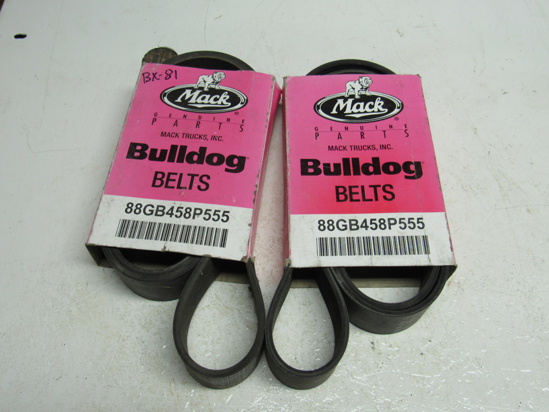 BX-81
Mack
GENUINE
PARTS
MACK TRUCKS, INC.
Bulldog
BELTS
88GB458P555
Mack
GENUINE
PARTS
MACK TRUCKS, INC.
Bulldog
BELTS
88GB458P555